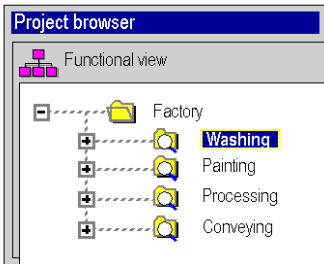 Project browser
Functional view
Factory
Washing
Painting
Processing
Conveying